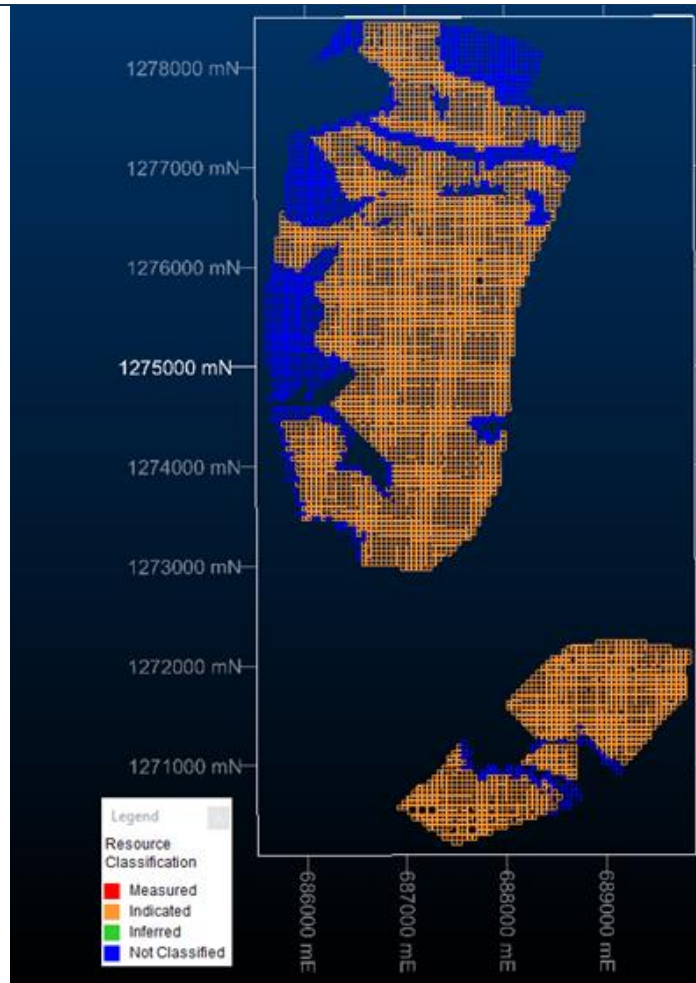 1278000 mN
1277000 mN
1276000 mN
1275000 mN
1274000 mN
1273000 mN
1272000 mN
1271000 mN
Legend
Resource
Classification
Measured
Indicated
Inferred
Not Classified
686000 mE
687000 mE
688000 mE
689000 mE